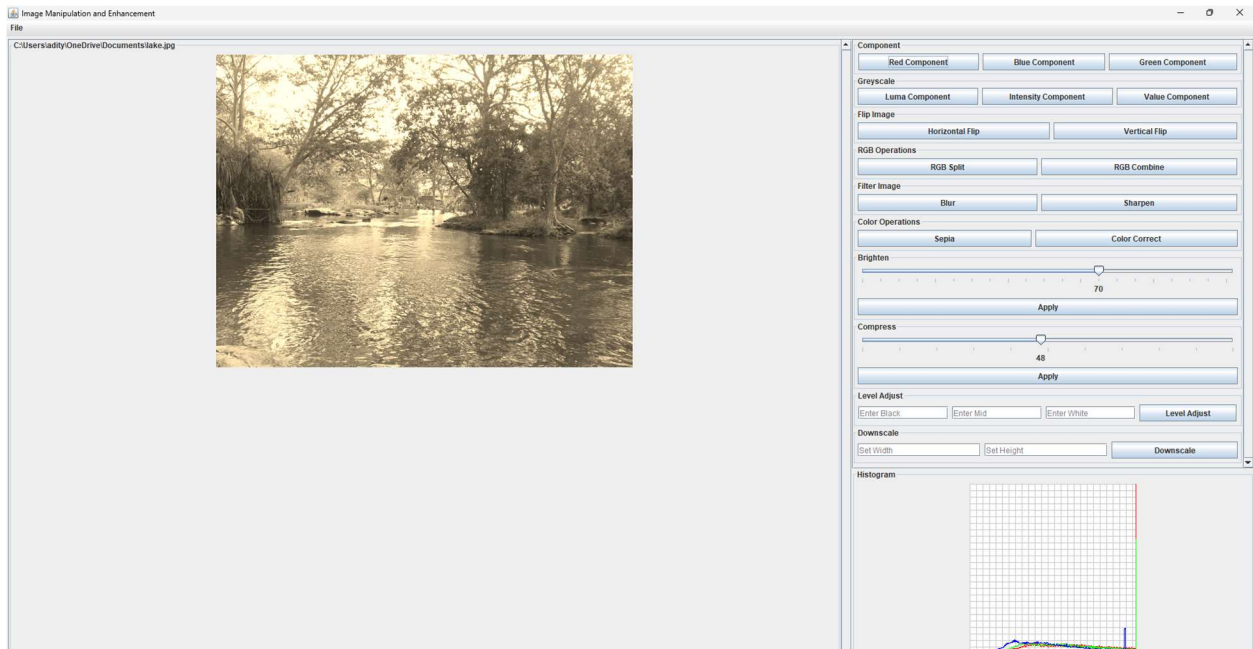 Image Manipulation and Enhancement
File
C:\Users\adity\OneDrive\Documents\lake.jpg
Component
Red Component Blue Component Green Component
Greyscale
Luma Component Intensity Component Value Component
Flip Image
Horizontal Flip Vertical Flip
RGB Operations
RGB Split RGB Combine
Filter Image
Blur Sharpen
Color Operations
Sepia Color Correct
Brighten
70
Apply
Compress
48
Apply
Level Adjust
Enter Black Enter Mid Enter White Level Adjust
Downscale
Set Width Set Height Downscale
Histogram